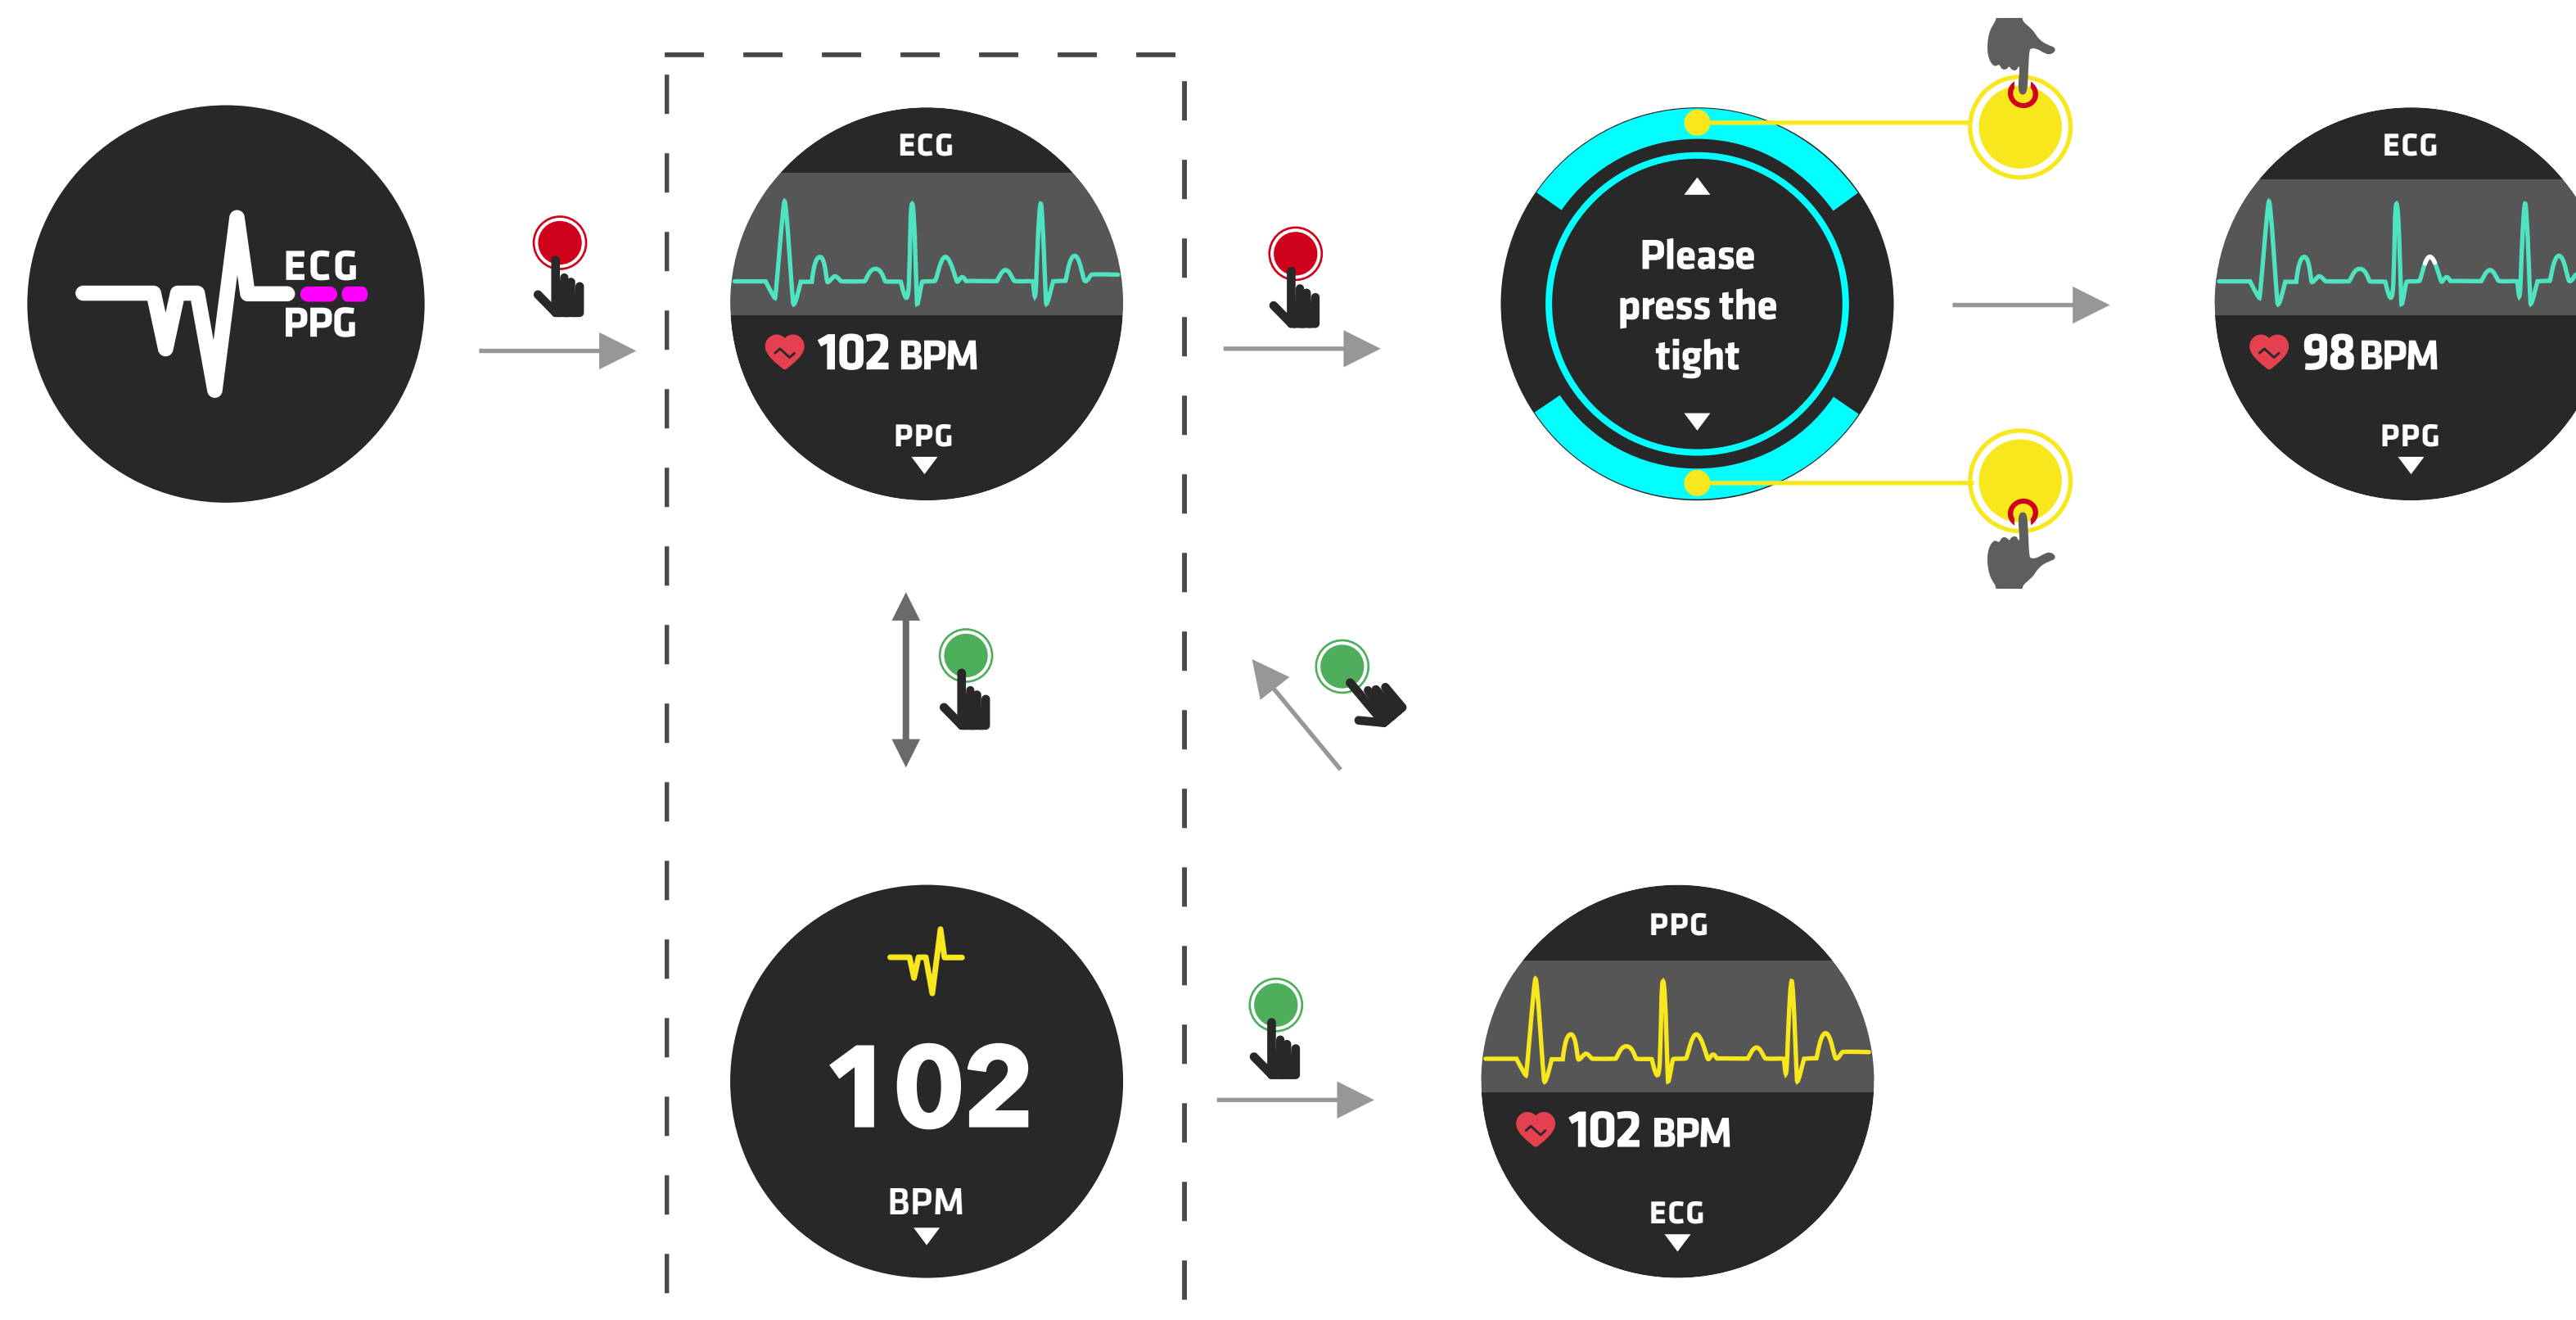 ECG
PPG
ECG
102 BPM
PPG
Please
press the
tight
ECG
98 BPM
PPG
102
BPM
PPG
102 BPM
ECG